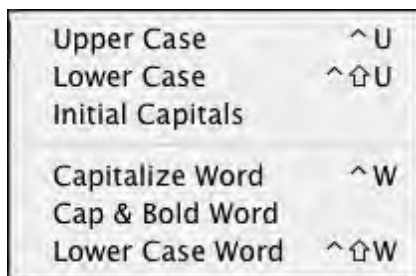 Upper Case ^U
Lower Case ^⇧U
Initial Capitals
Capitalize Word ^W
Cap & Bold Word
Lower Case Word ^⇧W